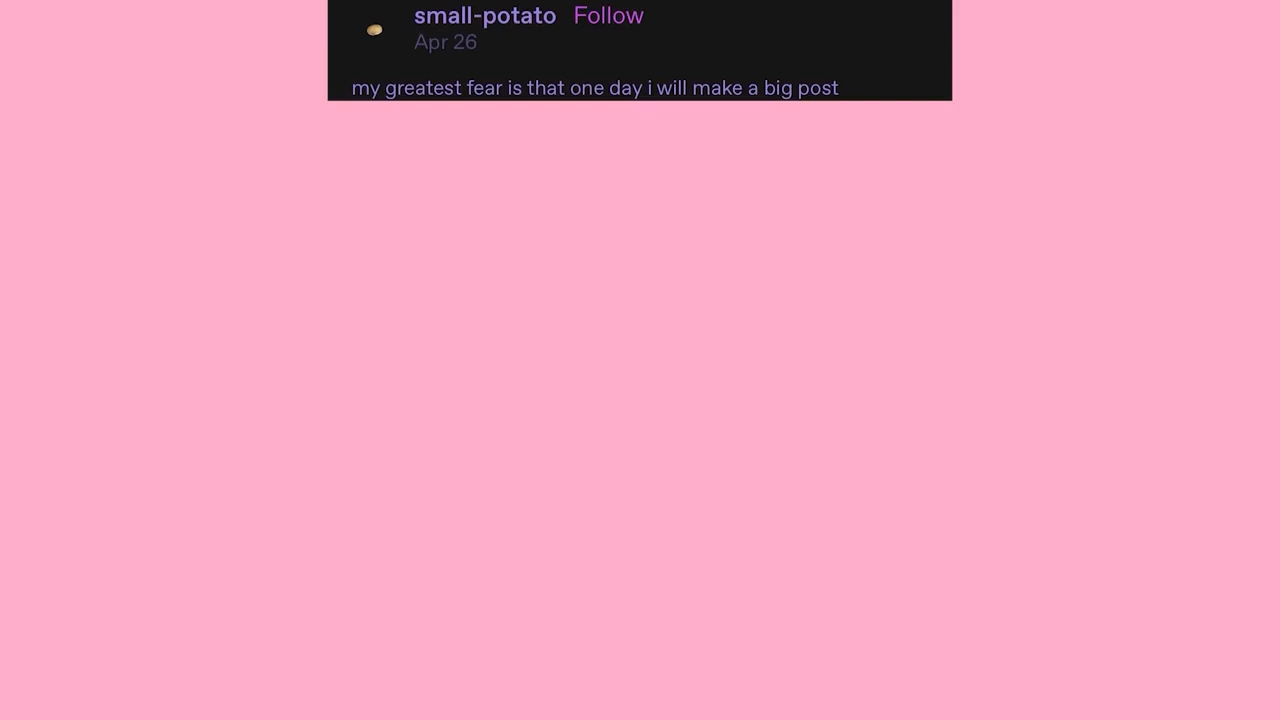 small-potato Follow
Apr 26
my greatest fear is that one day i will make a big post